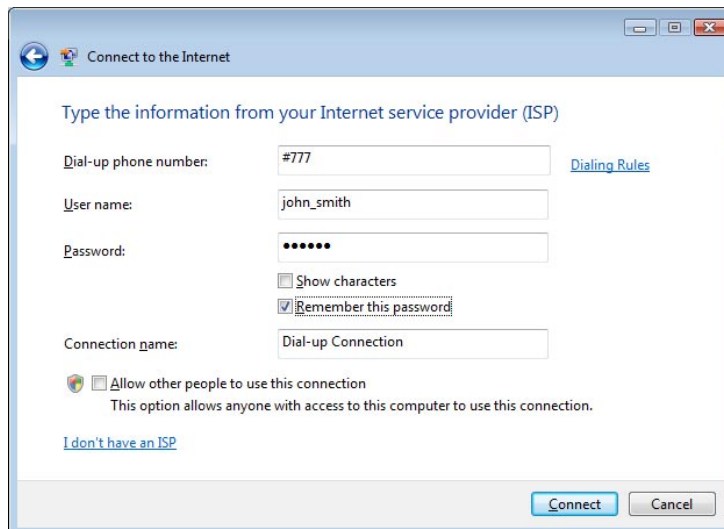 Connect to the Internet
Type the information from your Internet service provider (ISP)
Dial-up phone number: #777 Dialing Rules
User name: john_smith
Password: ••••••
Show characters
Remember this password
Connection name: Dial-up Connection
Allow other people to use this connection
This option allows anyone with access to this computer to use this connection.
I don't have an ISP
Connect Cancel